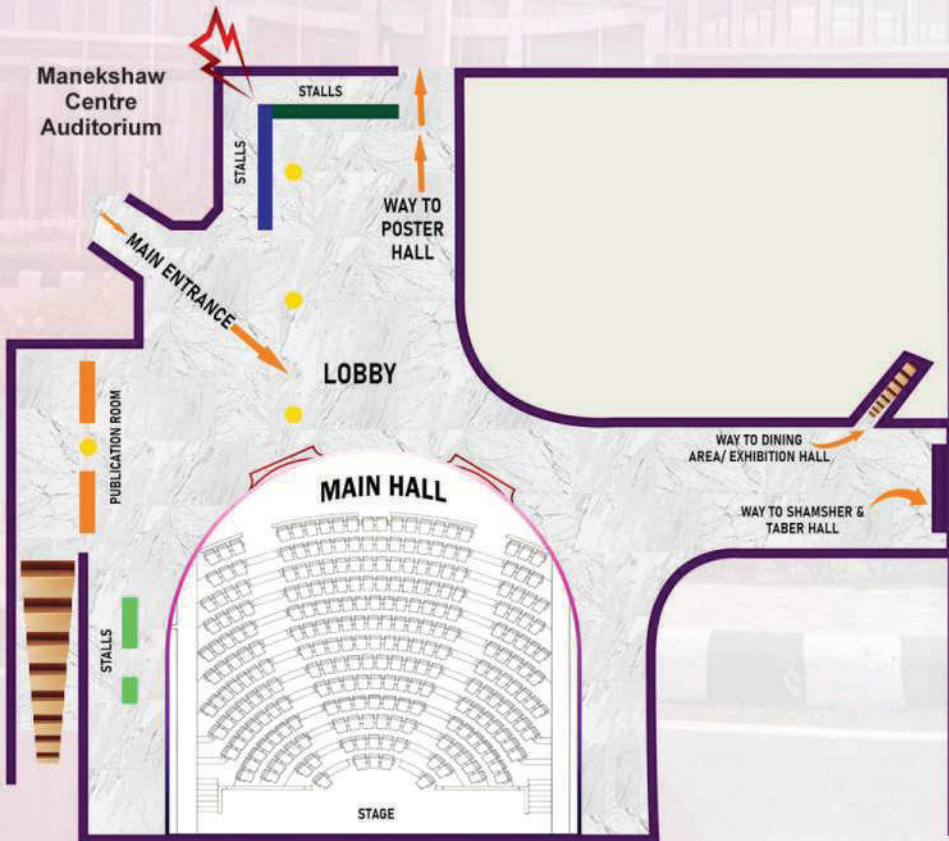 Manekshaw
Centre
Auditorium
STALLS
STALLS
WAY TO
POSTER
HALL
MAIN ENTRANCE
LOBBY
PUBLICATION ROOM
WAY TO DINING
AREA/ EXHIBITION HALL
MAIN HALL
WAY TO SHAMSHER &
TABER HALL
STALLS
STAGE